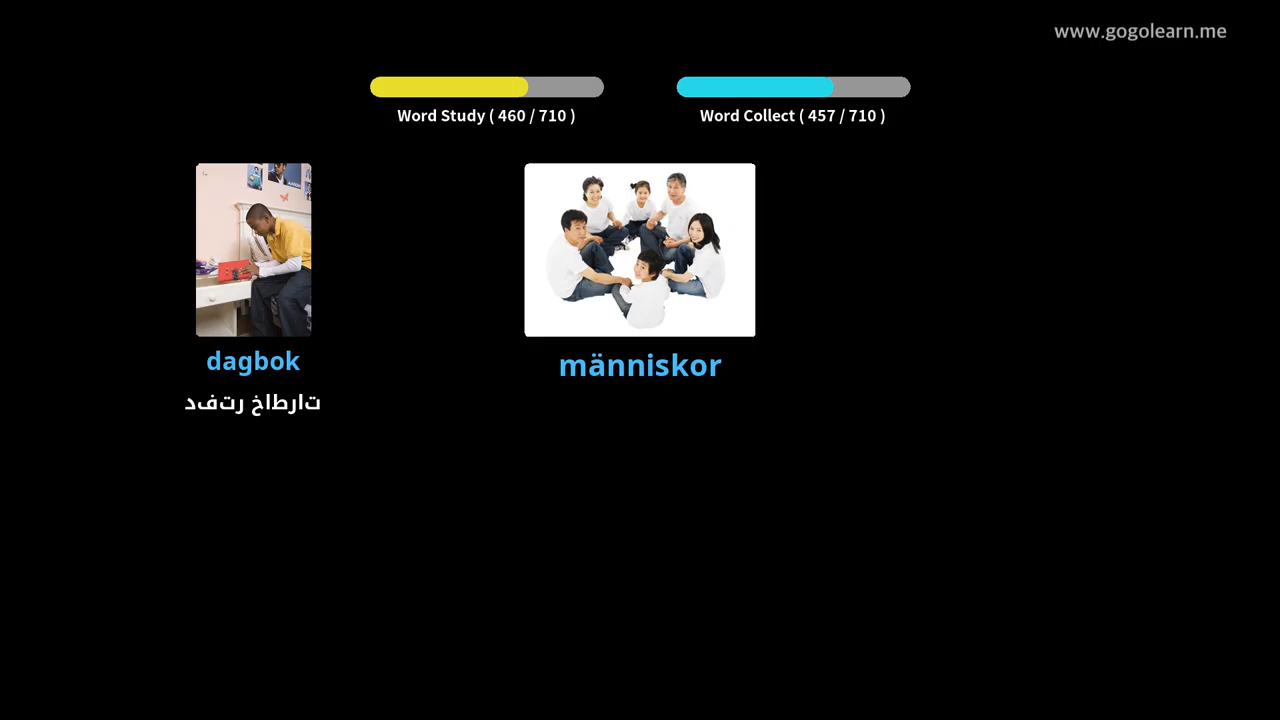 www.gogolearn.me
Word Study ( 460 / 710 )
Word Collect ( 457 / 710 )
dagbok
människor
دفتر خاطرات